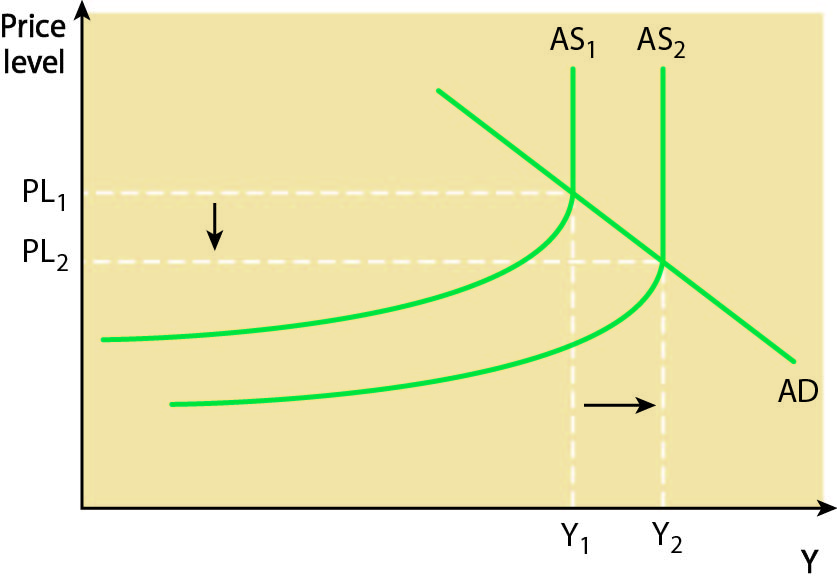 Price
level
AS₁
AS₂
PL₁
PL₂
AD
Y₁
Y₂
Y